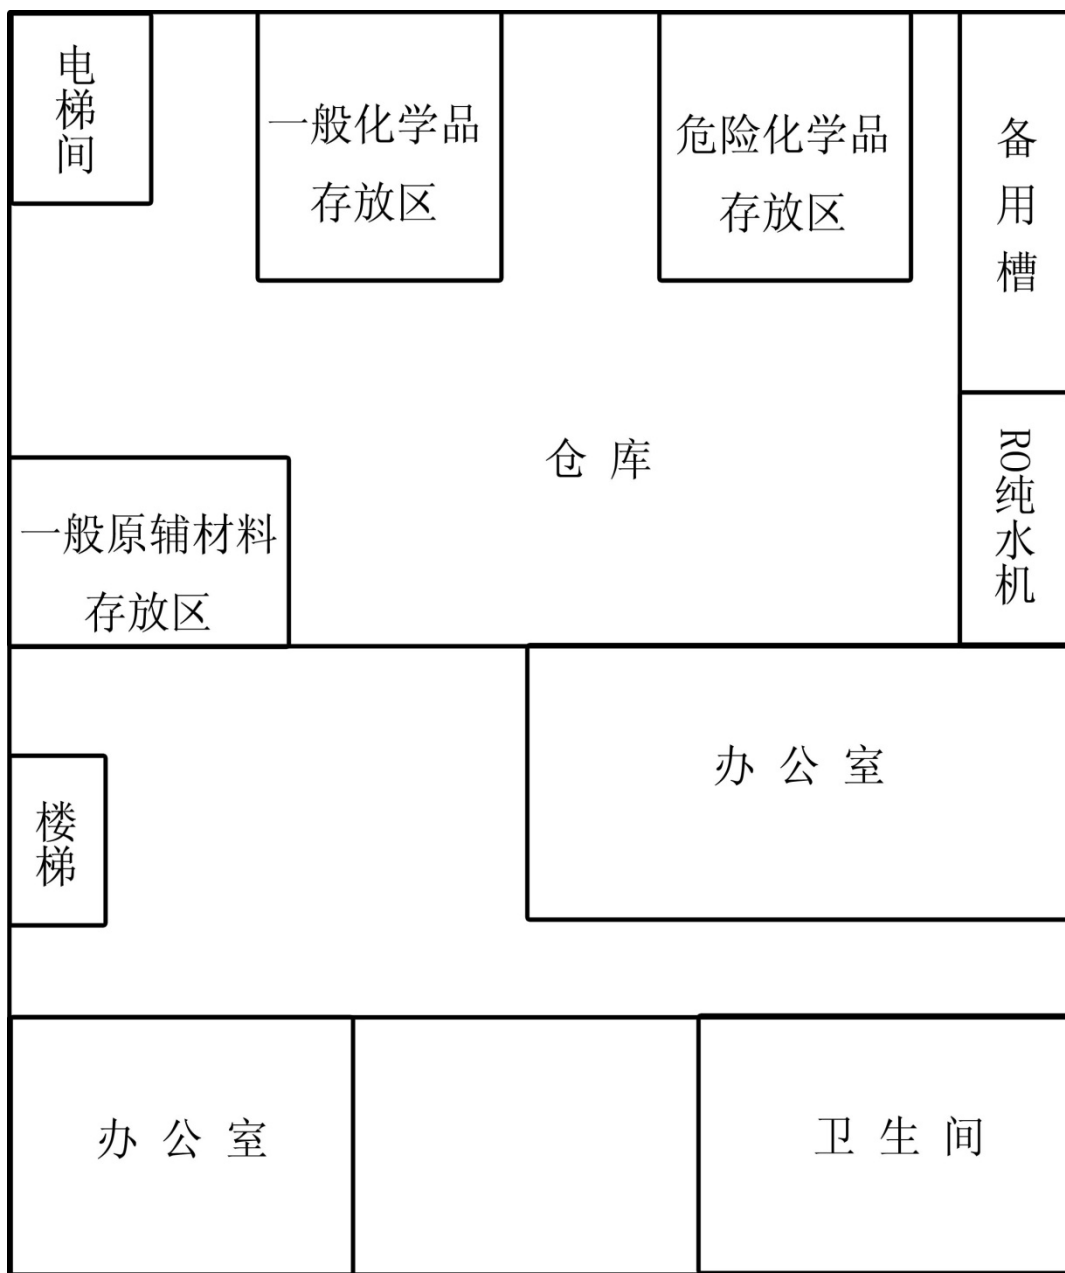 电梯间
一般化学品
存放区
危险化学品
存放区
备用槽
仓库
RO纯水机
一般原辅材料
存放区
办公室
楼梯
办公室
卫生间